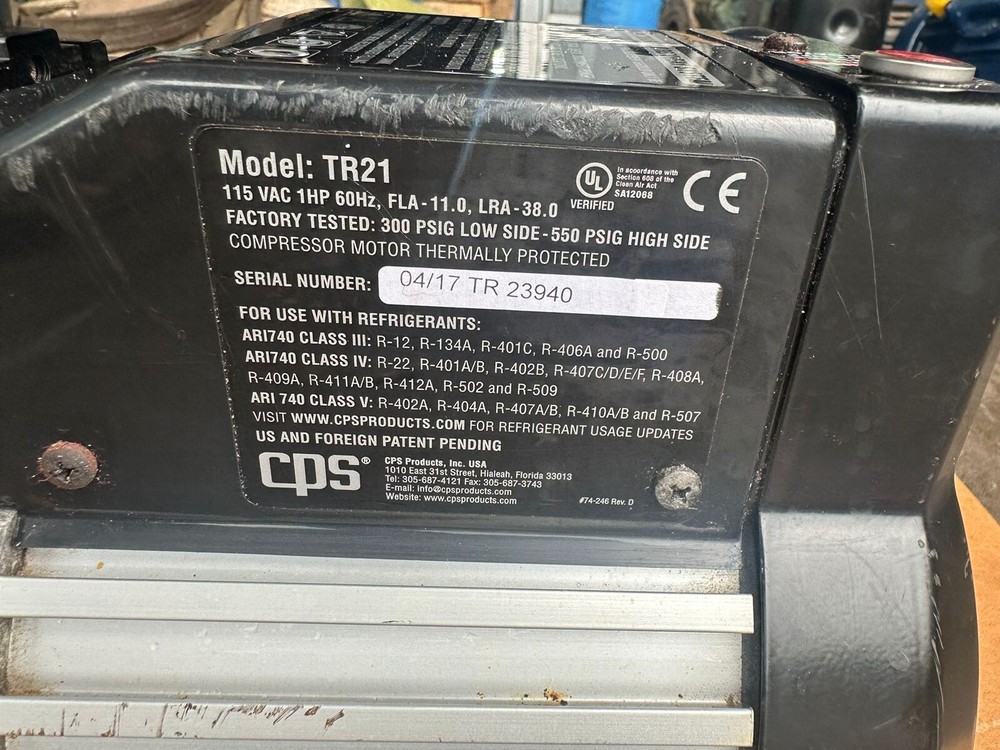 Model: TR21
115 VAC 1HP 60Hz, FLA-11.0, LRA-38.0
FACTORY TESTED: 300 PSIG LOW SIDE-550 PSIG HIGH SIDE
COMPRESSOR MOTOR THERMALLY PROTECTED
UL
VERIFIED
In accordance with
Section 608 of the
Clean Air Act
SA12068
CE
SERIAL NUMBER: 04/17 TR 23940
FOR USE WITH REFRIGERANTS:
ARI740 CLASS III: R-12, R-134A, R-401C, R-406A and R-500
ARI740 CLASS IV: R-22, R-401A/B, R-402B, R-407C/D/E/F, R-408A,
R-409A, R-411A/B, R-412A, R-502 and R-509
ARI 740 CLASS V: R-402A, R-404A, R-407A/B, R-410A/B and R-507
VISIT WWW.CPSPRODUCTS.COM FOR REFRIGERANT USAGE UPDATES
US AND FOREIGN PATENT PENDING
cps®
CPS Products, Inc. USA
1010 East 31st Street, Hialeah, Florida 33013
Tel: 305-687-4121 Fax: 305-687-3743
E-mail: info@cpsproducts.com
Website: www.cpsproducts.com
#74-246 Rev. D